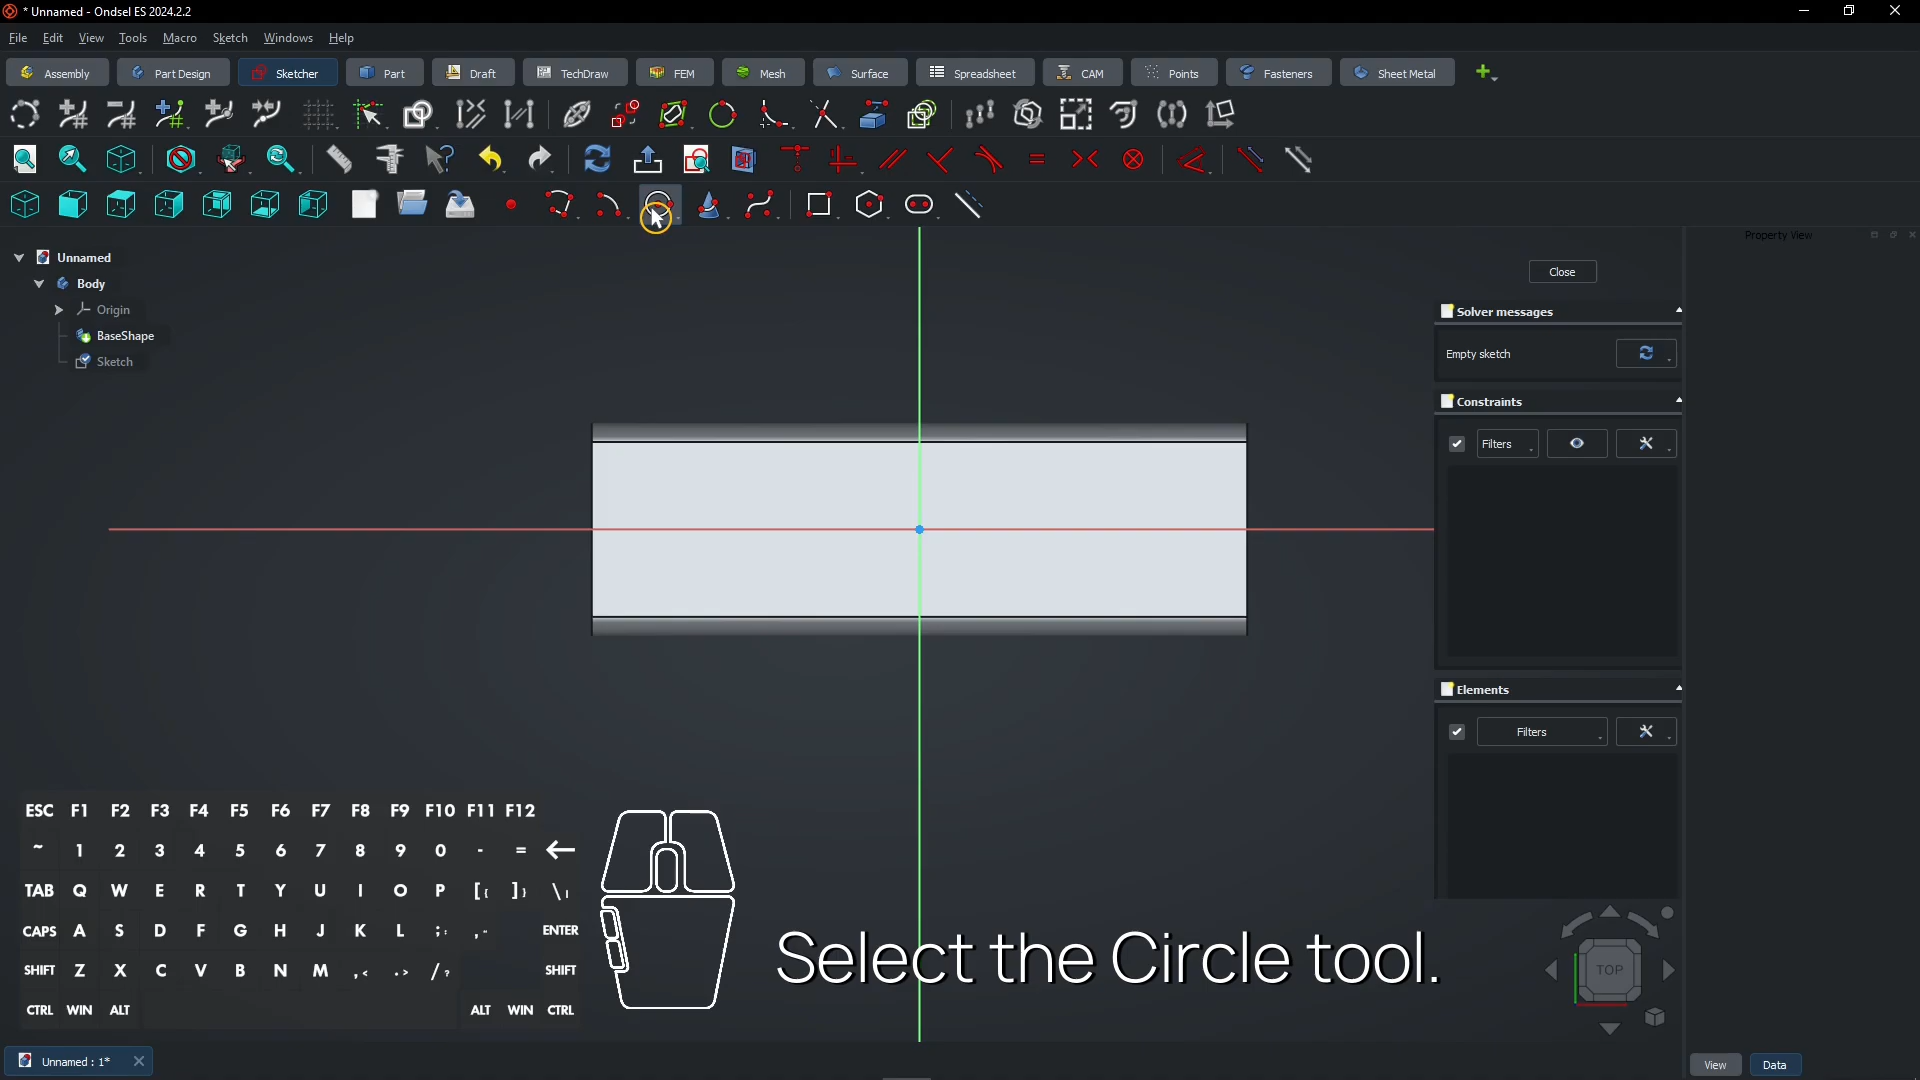 * Unnamed - Ondsel ES 2024.2.2
File Edit View Tools Macro Sketch Windows Help
Assembly Part Design Sketcher Part Draft TechDraw FEM Mesh Surface Spreadsheet CAM Points Fasteners Sheet Metal
Property View
Unnamed
Body
Origin
BaseShape
Sketch
Close
Solver messages
Empty sketch
Constraints
Filters
Elements
Filters
ESC F1 F2 F3 F4 F5 F6 F7 F8 F9 F10 F11 F12
~ 1 2 3 4 5 6 7 8 9 0 - =
TAB Q W E R T Y U I O P [{ ]} \|
CAPS A S D F G H J K L ;: ," ENTER
SHIFT Z X C V B N M ,< .> /? SHIFT
CTRL WIN ALT ALT WIN CTRL
Select the Circle tool.
TOP
Unnamed : 1*
View Data